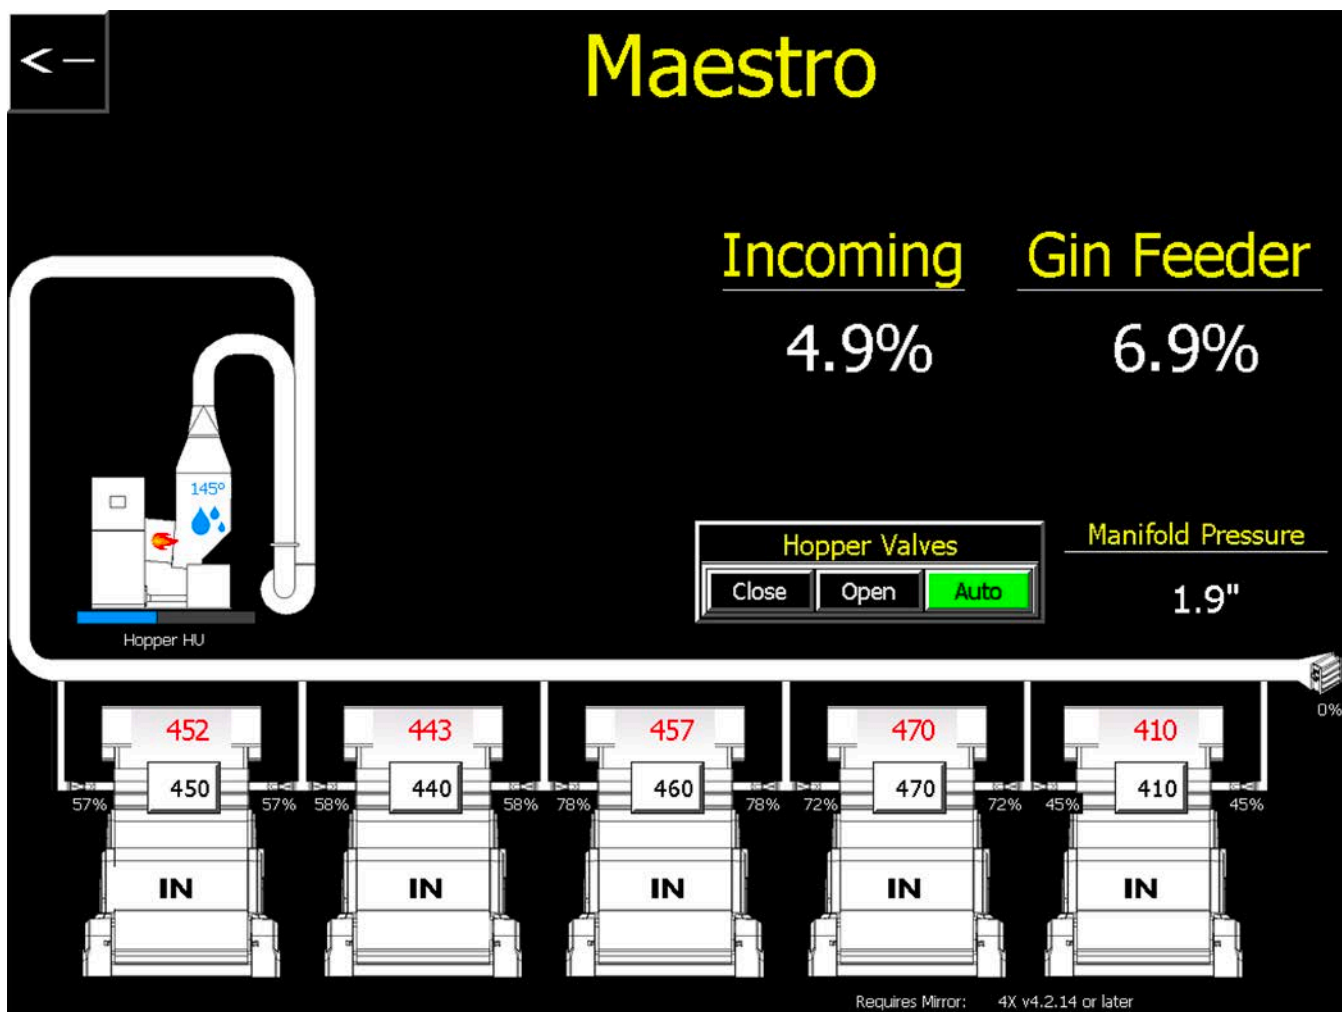 <-
Maestro
Incoming Gin Feeder
4.9% 6.9%
145°
Hopper Valves
Close Open Auto
Manifold Pressure
1.9"
Hopper HU
0%
452 443 457 470 410
450 440 460 470 410
57% 57% 58% 58% 78% 78% 72% 72% 45% 45%
IN IN IN IN IN
Requires Mirror: 4X v4.2.14 or later